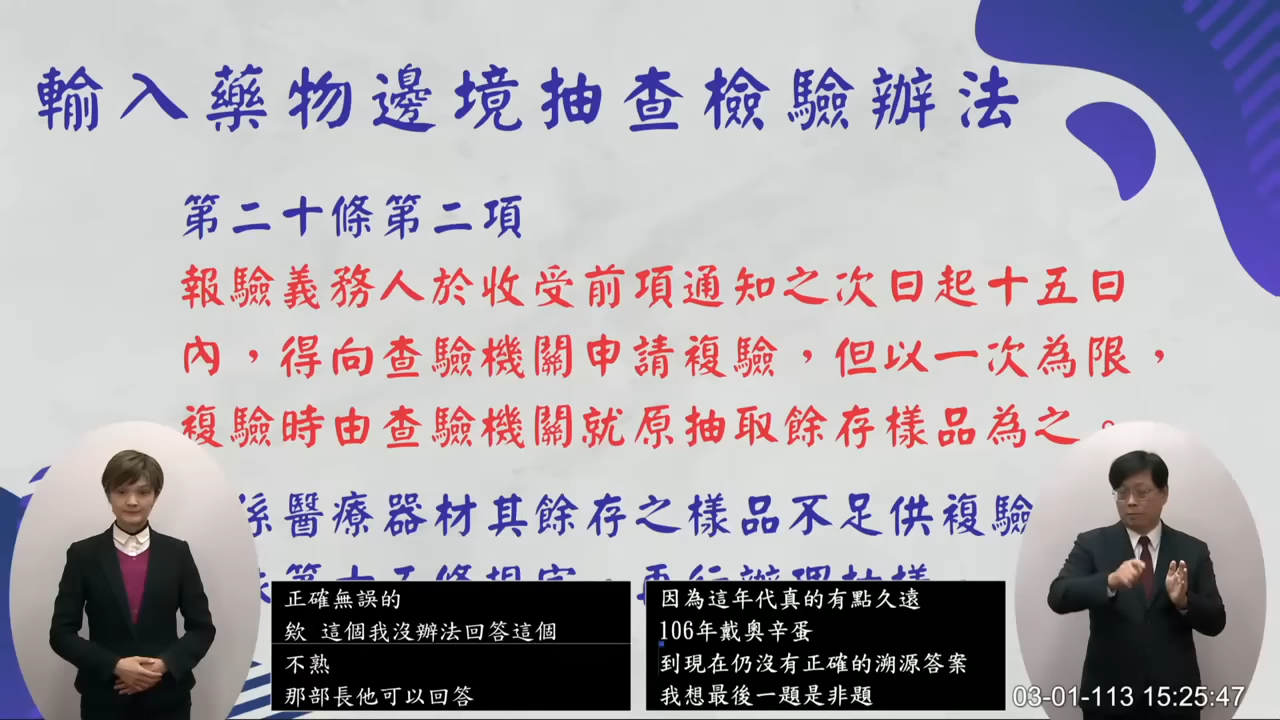 輸入藥物邊境抽查檢驗辦法
第二十條第二項
報驗義務人於收受前項通知之次日起十五日
內，得向查驗機關申請複驗，但以一次為限，
複驗時由查驗機關就原抽取餘存樣品為之。
係醫療器材其餘存之樣品不足供複驗
正確無誤的
欸 這個我沒辦法回答這個
不熟
那部長他可以回答
因為這年代真的有點久遠
106年戴奧辛蛋
到現在仍沒有正確的溯源答案
我想最後一題是非題
03-01-113 15:25:47